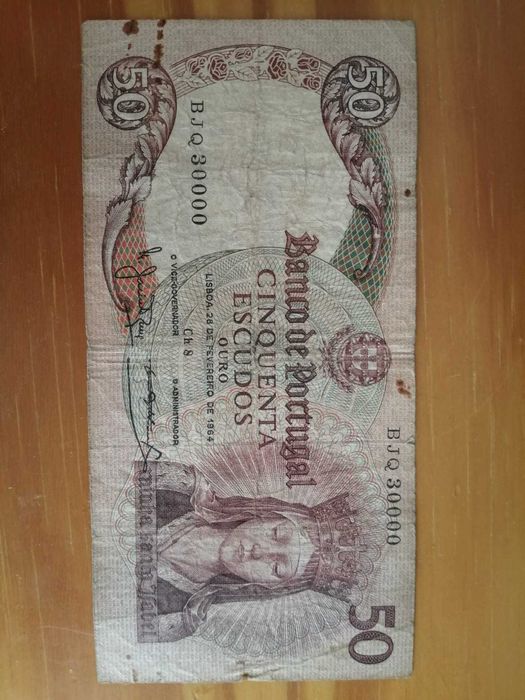 50
50
BJQ 30000
Banco de Portugal
CINQUENTA
ESCUDOS
OURO
LISBOA, 28 DE FEVEREIRO DE 1964
Ch 8
O VICE-GOVERNADOR
O ADMINISTRADOR
BJQ 30000
Rainha Santa Isabel
50